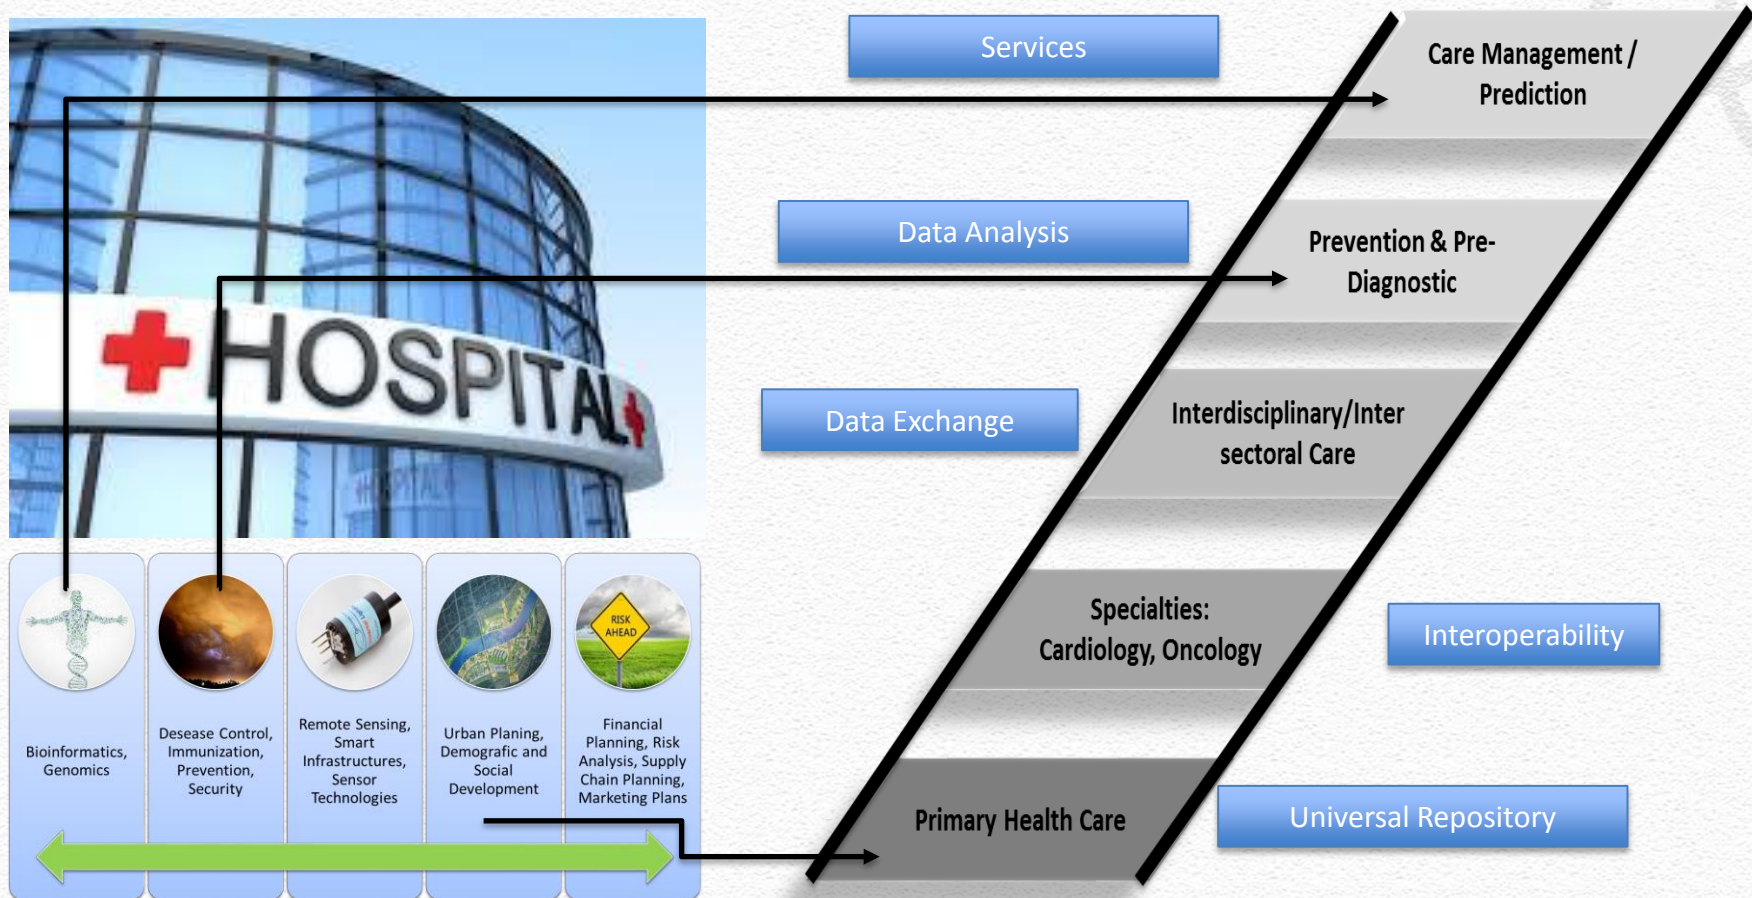 Services
Care Management /
Prediction
Data Analysis
Prevention & Pre-
Diagnostic
HOSPITAL
Data Exchange
Interdisciplinary/Inter
sectoral Care
HOSPITAL
Specialties:
Cardiology, Oncology
Interoperability
RISK
AHEAD
Bioinformatics,
Genomics
Desease Control,
Immunization,
Prevention,
Security
Remote Sensing,
Smart
Infrastructures,
Sensor
Technologies
Urban Planing,
Demografic and
Social
Development
Financial
Planning, Risk
Analysis, Supply
Chain Planning,
Marketing Plans
Primary Health Care
Universal Repository